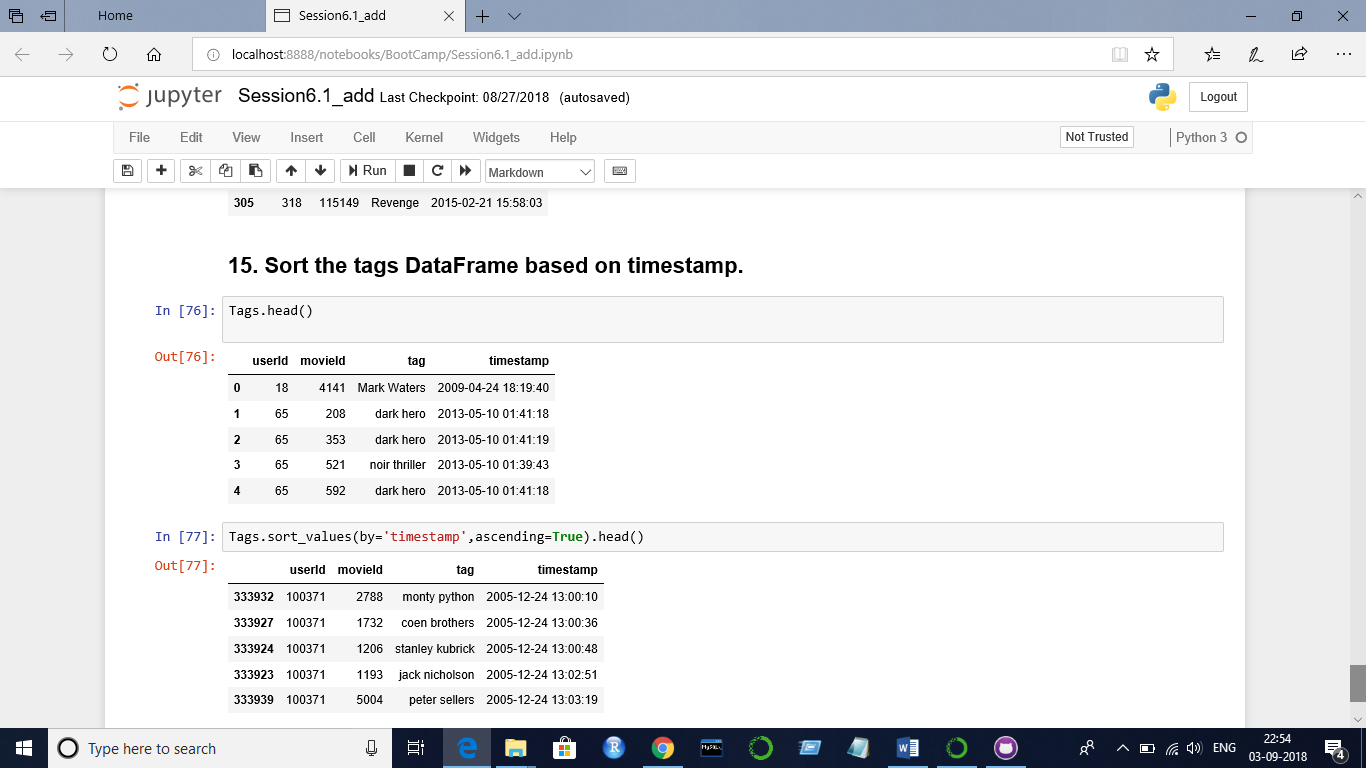 Home
Session6.1_add
localhost:8888/notebooks/BootCamp/Session6.1_add.ipynb
jupyter Session6.1_add Last Checkpoint: 08/27/2018 (autosaved)
Logout
File Edit View Insert Cell Kernel Widgets Help
Not Trusted
Python 3
Run
Markdown
305 318 115149 Revenge 2015-02-21 15:58:03
15. Sort the tags DataFrame based on timestamp.
In [76]: Tags.head()
Out[76]:
userId movieId tag timestamp
0 18 4141 Mark Waters 2009-04-24 18:19:40
1 65 208 dark hero 2013-05-10 01:41:18
2 65 353 dark hero 2013-05-10 01:41:19
3 65 521 noir thriller 2013-05-10 01:39:43
4 65 592 dark hero 2013-05-10 01:41:18
In [77]: Tags.sort_values(by='timestamp',ascending=True).head()
Out[77]:
userId movieId tag timestamp
333932 100371 2788 monty python 2005-12-24 13:00:10
333927 100371 1732 coen brothers 2005-12-24 13:00:36
333924 100371 1206 stanley kubrick 2005-12-24 13:00:48
333923 100371 1193 jack nicholson 2005-12-24 13:02:51
333939 100371 5004 peter sellers 2005-12-24 13:03:19
Type here to search
R
MySQL
W
ENG
22:54
03-09-2018
4